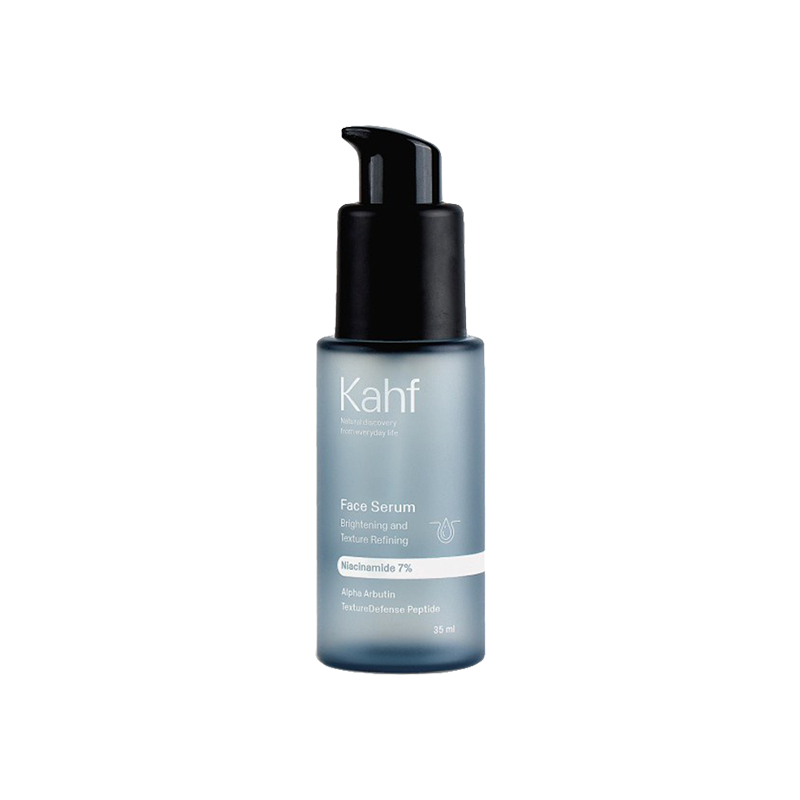 Kahf
Natural discovery
from everyday life
Face Serum
Brightening and
Texture Refining
Niacinamide 7%
Alpha Arbutin
TextureDefense Peptide
35 ml